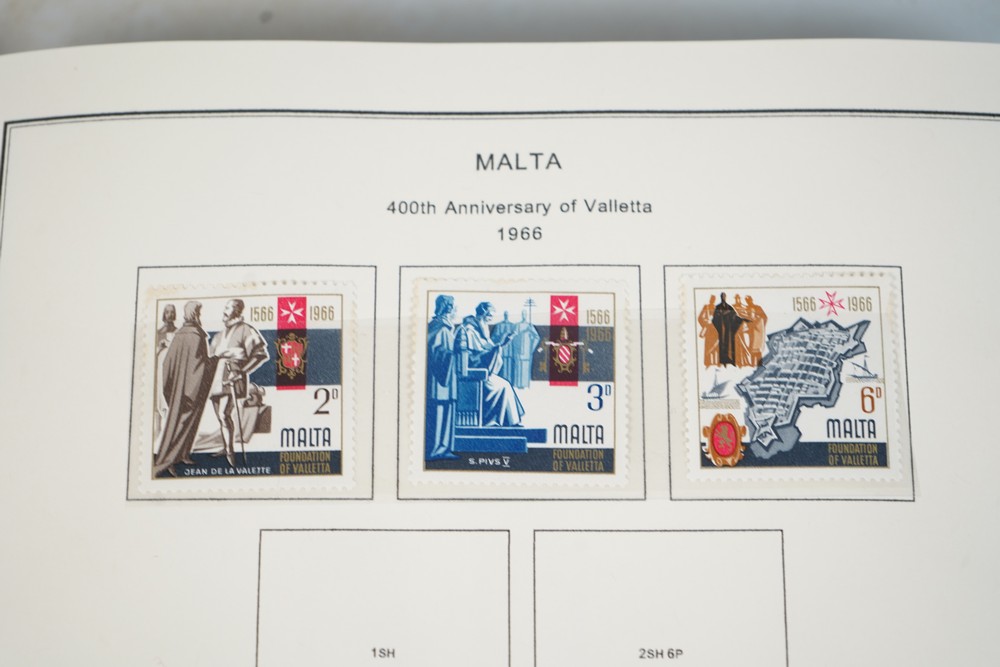 MALTA
400th Anniversary of Valletta
1966
1566 1966
2D
MALTA
JEAN DE LA VALETTE
FOUNDATION
OF VALLETTA
1566
1966
3D
MALTA
S. PIVS V
FOUNDATION
OF VALLETTA
1566 1966
6D
MALTA
FOUNDATION
OF VALLETTA
1SH
2SH 6P